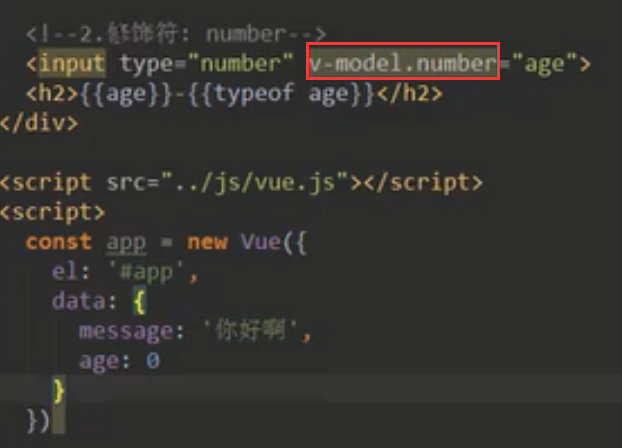 <!--2.修饰符: number-->
<input type="number" v-model.number="age">
<h2>{{age}}-{{typeof age}}</h2>
</div>
<script src="../js/vue.js"></script>
<script>
const app = new Vue({
el: '#app',
data: {
message: '你好啊',
age: 0
}
})